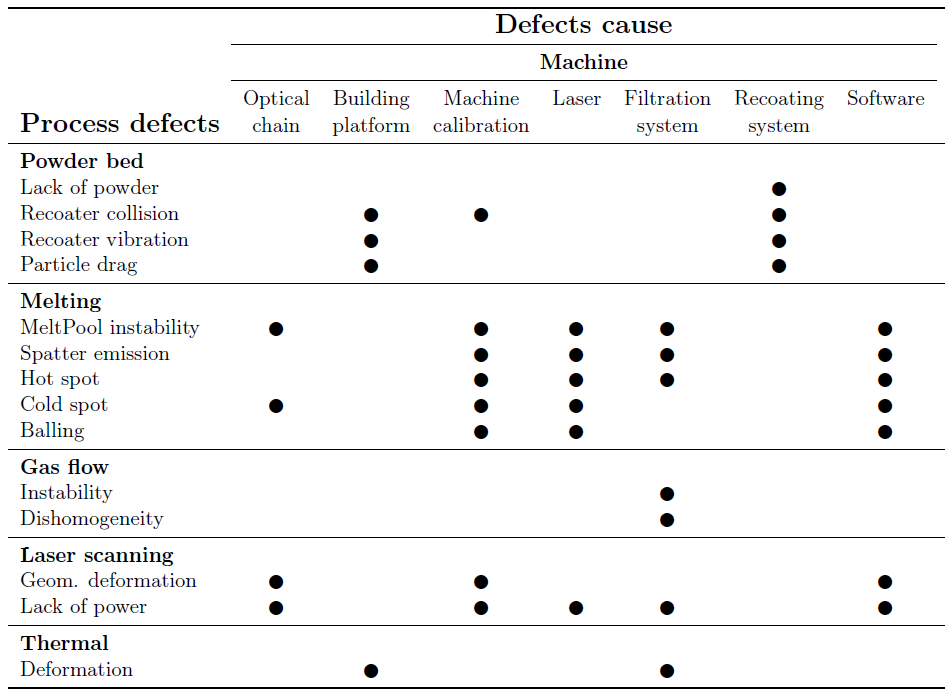 Defects cause
Machine
Optical Building Machine Laser Filtration Recoating Software
Process defects chain platform calibration system system
Powder bed
Lack of powder ●
Recoater collision ● ● ●
Recoater vibration ● ●
Particle drag ● ●
Melting
MeltPool instability ● ● ● ● ●
Spatter emission ● ● ● ●
Hot spot ● ● ● ●
Cold spot ● ● ● ●
Balling ● ● ●
Gas flow
Instability ●
Dishomogeneity ●
Laser scanning
Geom. deformation ● ● ●
Lack of power ● ● ● ● ●
Thermal
Deformation ● ●